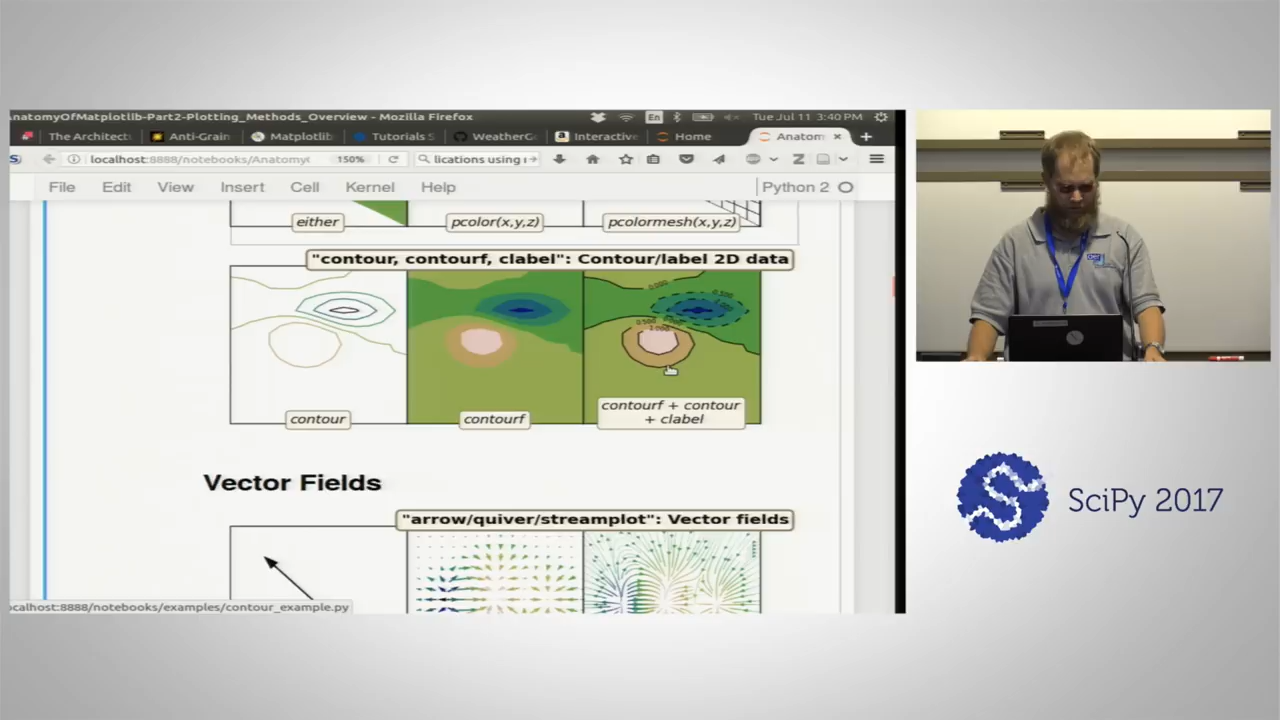 AnatomyOfMatplotlib-Part2-Plotting_Methods_Overview - Mozilla Firefox
En
Tue Jul 11 3:40 PM
The Architect
Anti-Grain
Matplotlib
Tutorials S
WeatherGe
Interactive
Home
Anatom
localhost:8888/notebooks/Anatomy
150%
lications using
File Edit View Insert Cell Kernel Help
Python 2
either
pcolor(x,y,z)
pcolormesh(x,y,z)
"contour, contourf, clabel": Contour/label 2D data
contour
contourf
contourf + contour
+ clabel
Vector Fields
"arrow/quiver/streamplot": Vector fields
ocalhost:8888/notebooks/examples/contour_example.py
SciPy 2017